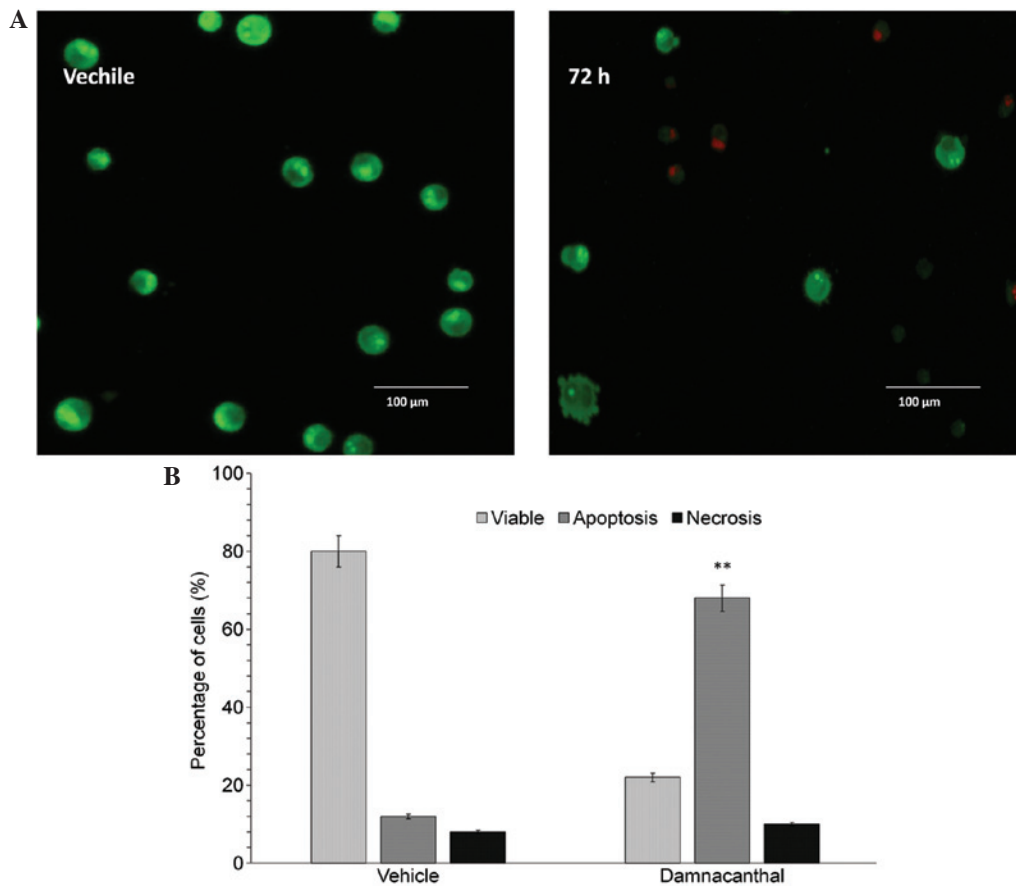 A
Vechile
72 h
100 µm
100 µm
B
Percentage of cells (%)
100
80
60
40
20
0
Viable Apoptosis Necrosis
**
Vehicle Damnacanthal